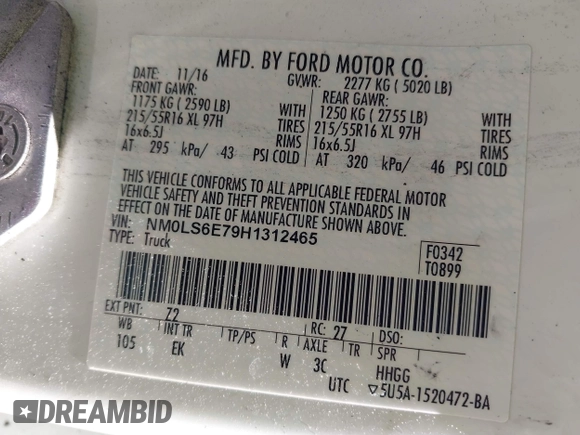 MFD. BY FORD MOTOR CO.
DATE: 11/16 GVWR: 2277 KG ( 5020 LB)
FRONT GAWR: REAR GAWR:
1175 KG ( 2590 LB) WITH 1250 KG ( 2755 LB) WITH
215/55R16 XL 97H TIRES 215/55R16 XL 97H TIRES
16x6.5J RIMS 16x6.5J RIMS
AT 295 kPa/ 43 PSI COLD AT 320 kPa/ 46 PSI COLD
THIS VEHICLE CONFORMS TO ALL APPLICABLE FEDERAL MOTOR
VEHICLE SAFETY AND THEFT PREVENTION STANDARDS IN
EFFECT ON THE DATE OF MANUFACTURE SHOWN ABOVE.
VIN: NM0LS6E79H1312465
TYPE: Truck
F0342
T0899
EXT PNT: Z2 RC: 27 DSO:
WB INT TR TP/PS R AXLE TR SPR
105 EK W 3C HHGG
UTC ▽5U5A-1520472-BA
DREAMBID